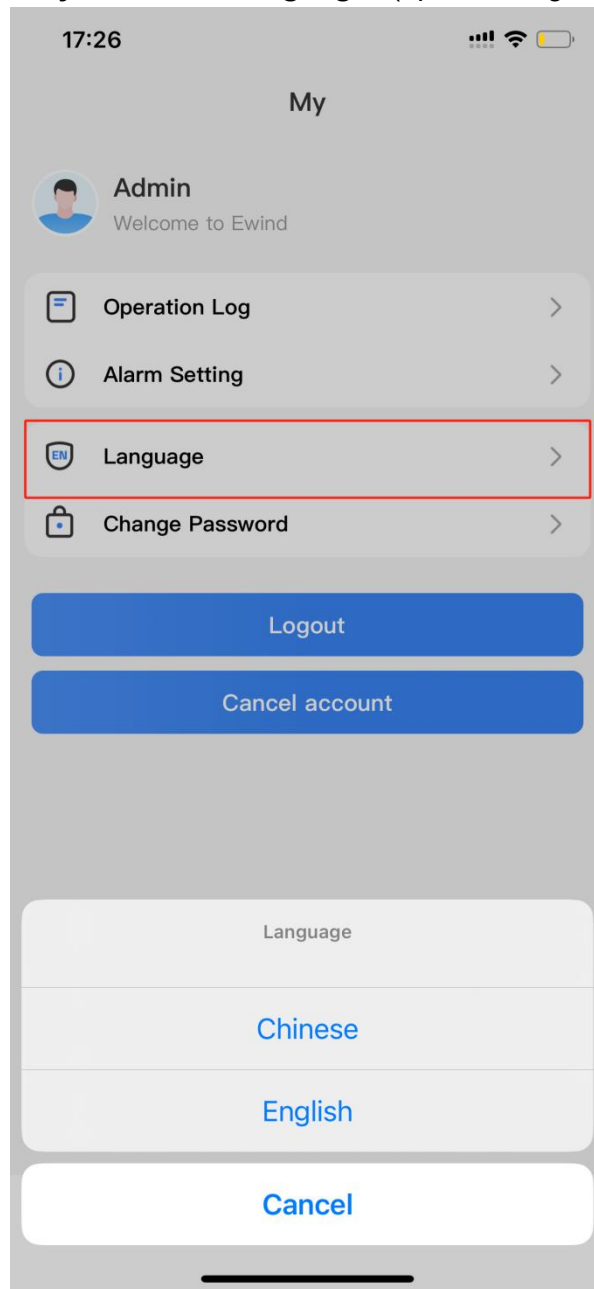 17:26
My
Admin
Welcome to Ewind
Operation Log
Alarm Setting
EN
Language
Change Password
Logout
Cancel account
Language
Chinese
English
Cancel